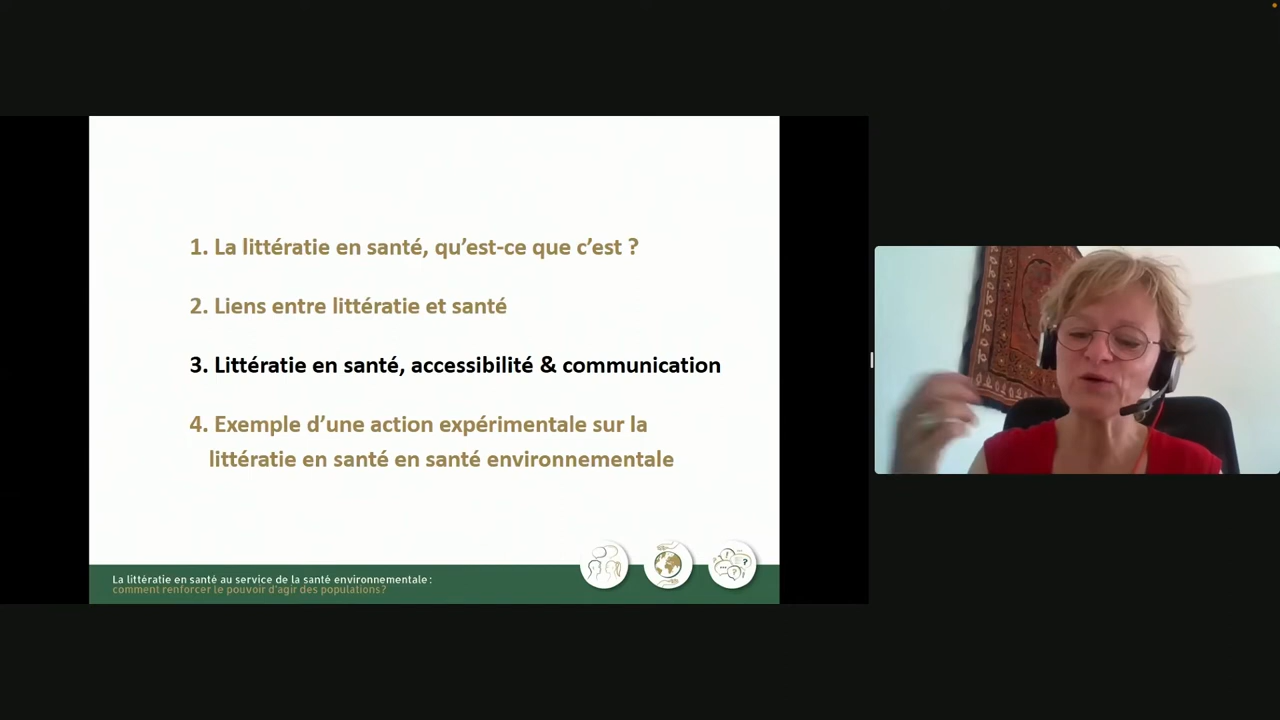 1. La littératie en santé, qu’est-ce que c’est ?
2. Liens entre littératie et santé
3. Littératie en santé, accessibilité & communication
4. Exemple d’une action expérimentale sur la
littératie en santé en santé environnementale
La littératie en santé au service de la santé environnementale :
comment renforcer le pouvoir d'agir des populations?